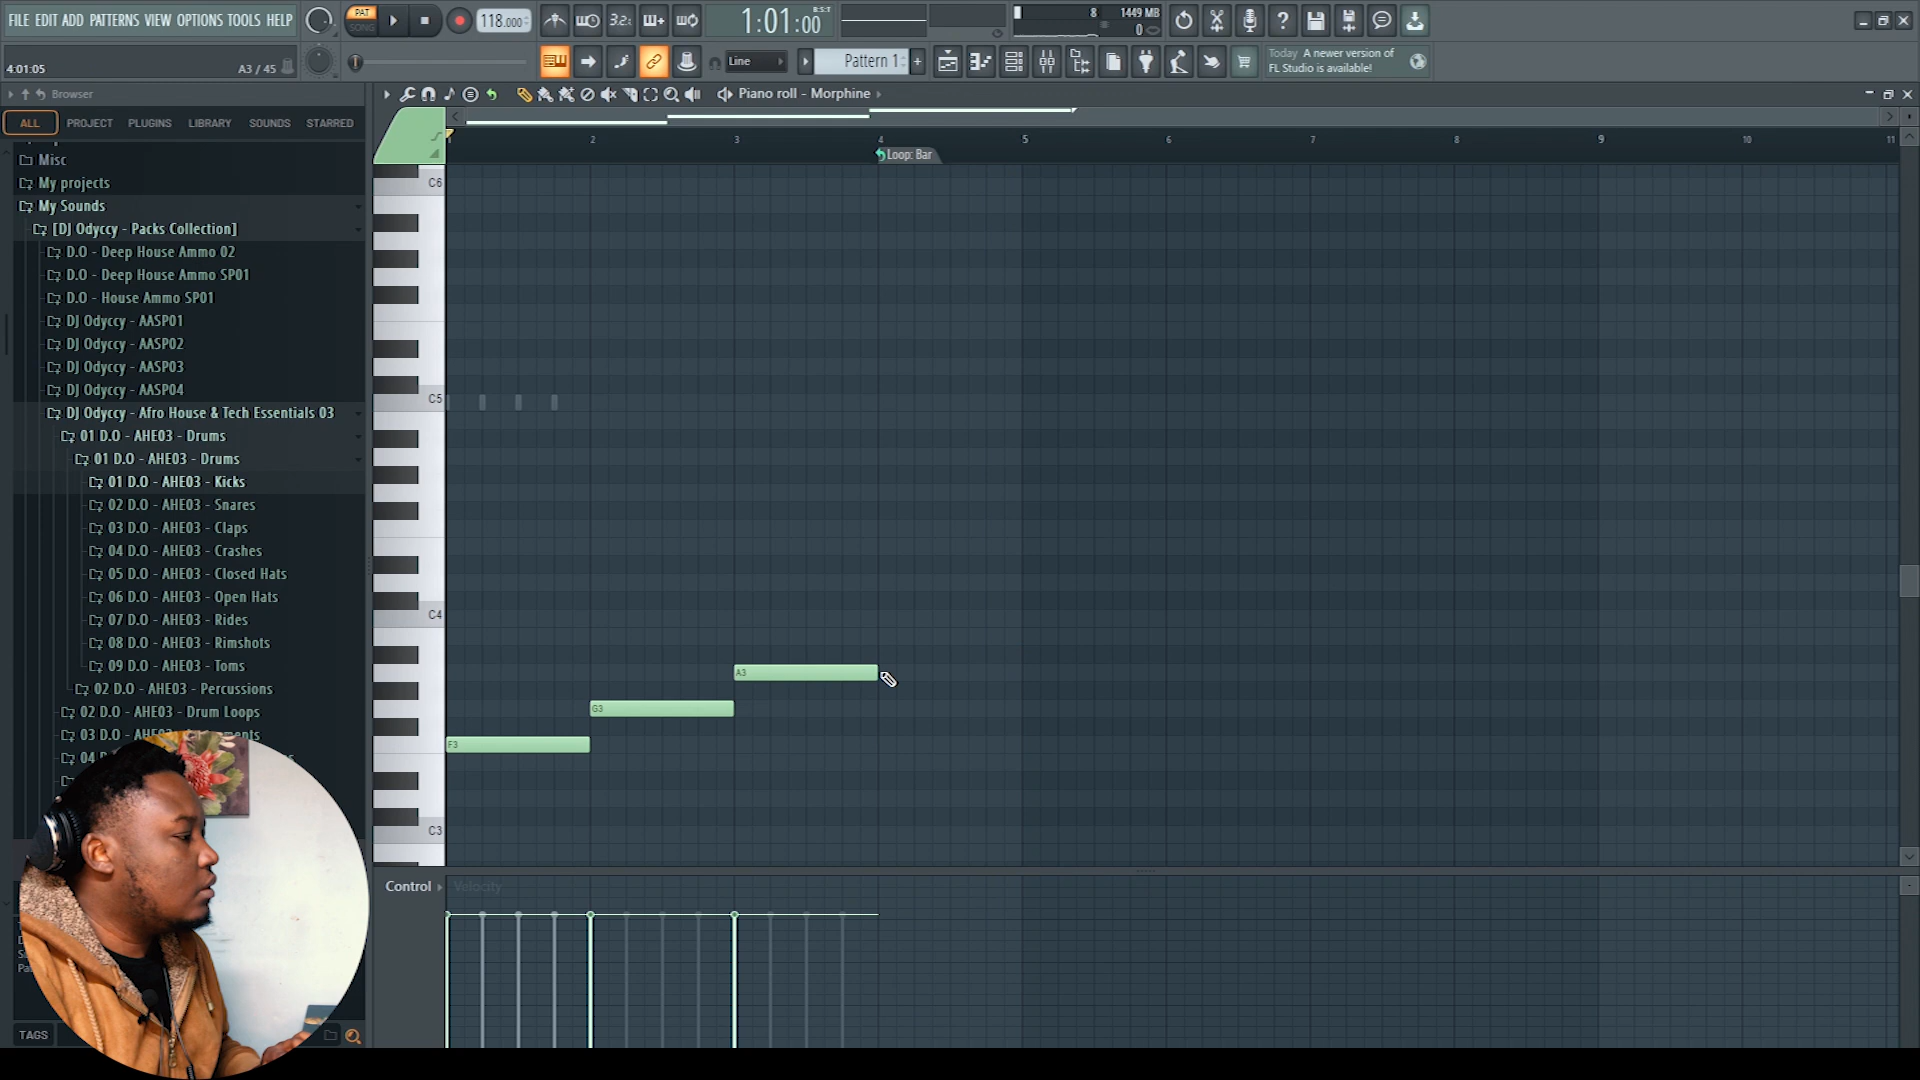 FILE EDIT ADD PATTERNS VIEW OPTIONS TOOLS HELP
PAT
SONG
118.000
3.2:
1:01:00
B:S:T
8
1449 MB
0
4:01:05
A3 / 45
Line
Pattern 1
Today A newer version of
FL Studio is available!
Browser
Piano roll - Morphine
ALL
PROJECT
PLUGINS
LIBRARY
SOUNDS
STARRED
1 2 3 4 5 6 7 8 9 10 11
Loop: Bar
Misc
My projects
My Sounds
[DJ Odyccy - Packs Collection]
D.O - Deep House Ammo 02
D.O - Deep House Ammo SP01
D.O - House Ammo SP01
DJ Odyccy - AASP01
DJ Odyccy - AASP02
DJ Odyccy - AASP03
DJ Odyccy - AASP04
DJ Odyccy - Afro House & Tech Essentials 03
01 D.O - AHE03 - Drums
01 D.O - AHE03 - Drums
01 D.O - AHE03 - Kicks
02 D.O - AHE03 - Snares
03 D.O - AHE03 - Claps
04 D.O - AHE03 - Crashes
05 D.O - AHE03 - Closed Hats
06 D.O - AHE03 - Open Hats
07 D.O - AHE03 - Rides
08 D.O - AHE03 - Rimshots
09 D.O - AHE03 - Toms
02 D.O - AHE03 - Percussions
02 D.O - AHE03 - Drum Loops
03 D.O - AHE03
04
TAGS
C6
C5
C4
C3
A3
G3
F3
Control
Velocity